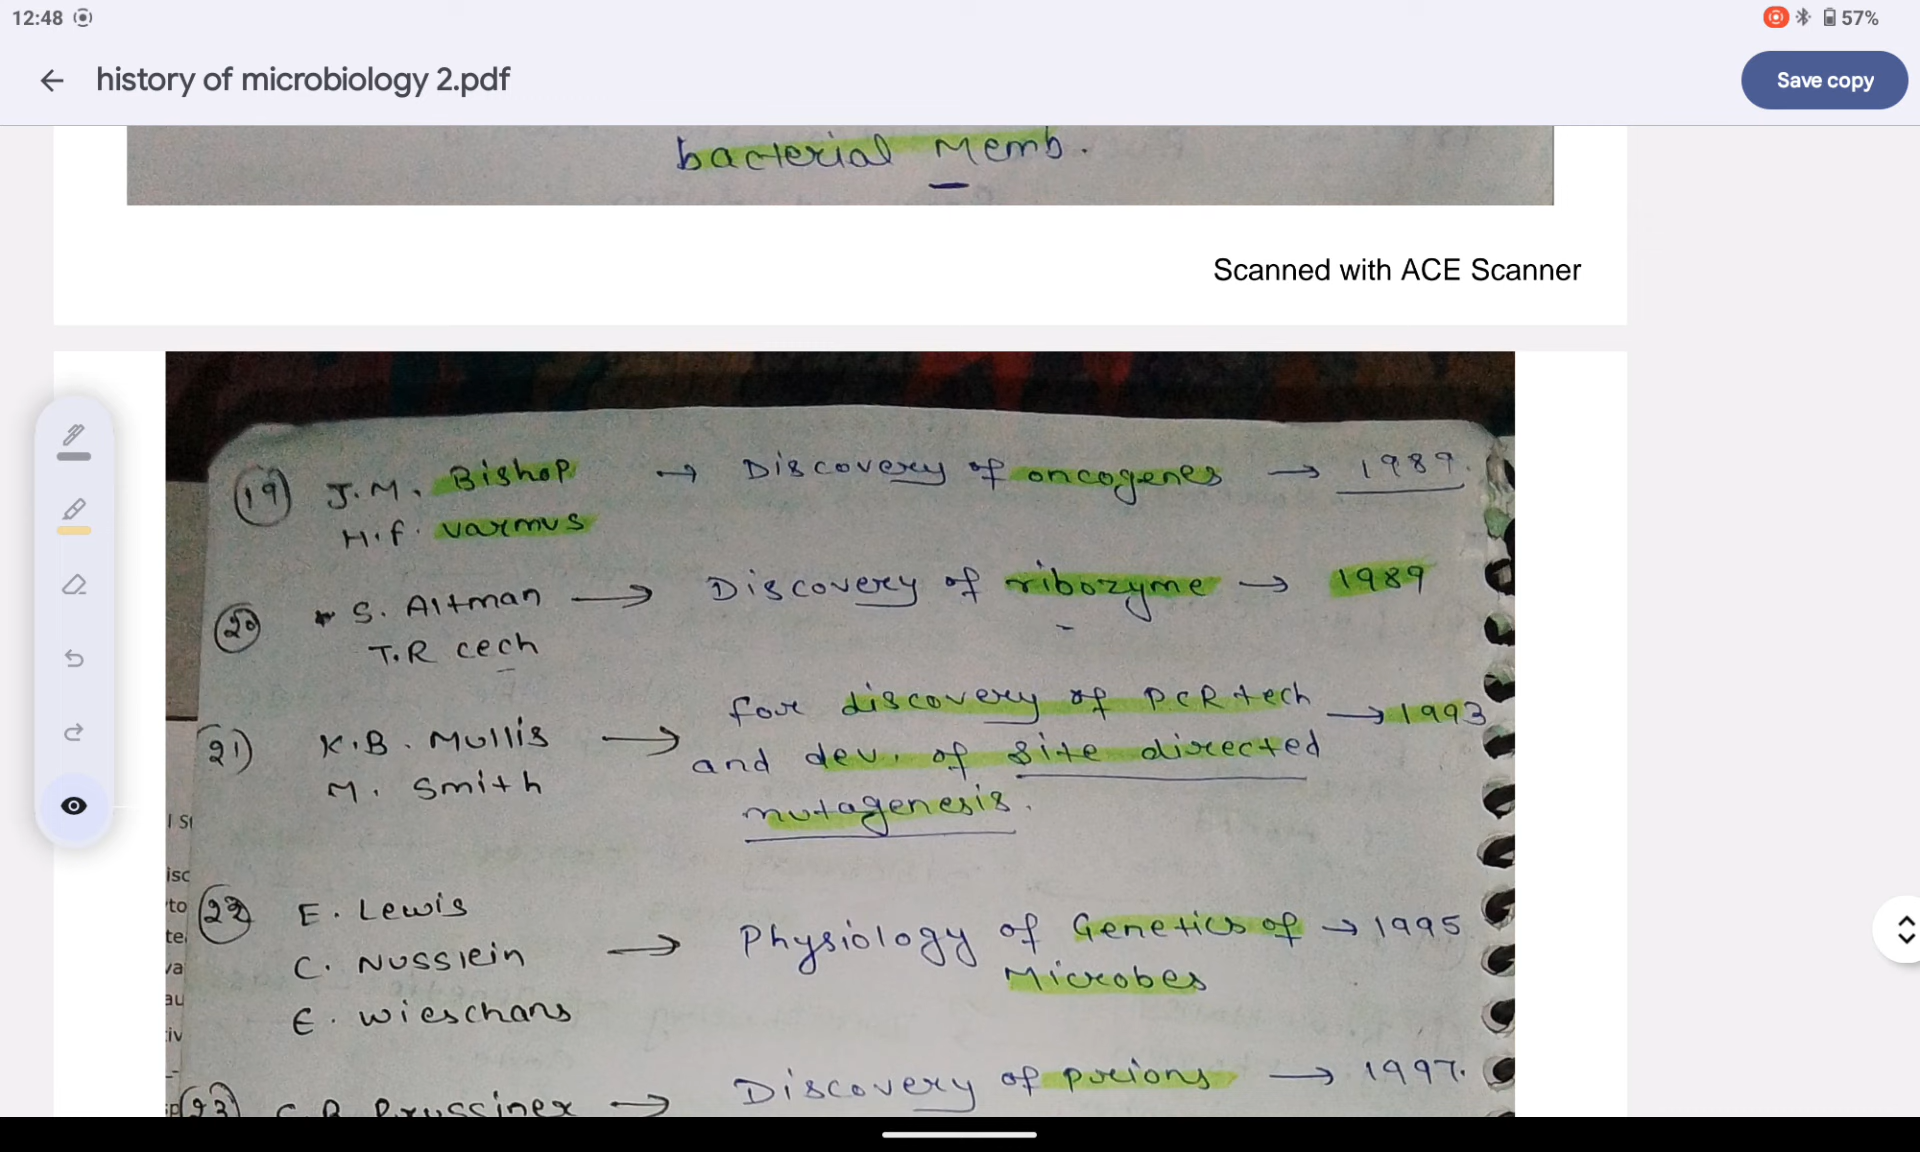 12:48
57%
history of microbiology 2.pdf
Save copy
bacterial Memb.
Scanned with ACE Scanner
19 J.M. Bishop → Discovery of oncogenes → 1989.
H.f. varmus
20 * S. Altman → Discovery of ribozyme → 1989
T.R cech
21) K.B. Mullis → for discovery of PCR tech → 1993
M. Smith and dev. of site directed
mutagenesis.
22 E. Lewis
C. Nusslein → Physiology of Genetics of → 1995
Microbes
E. wieschans
23 Prussiner → Discovery of prions → 1997.